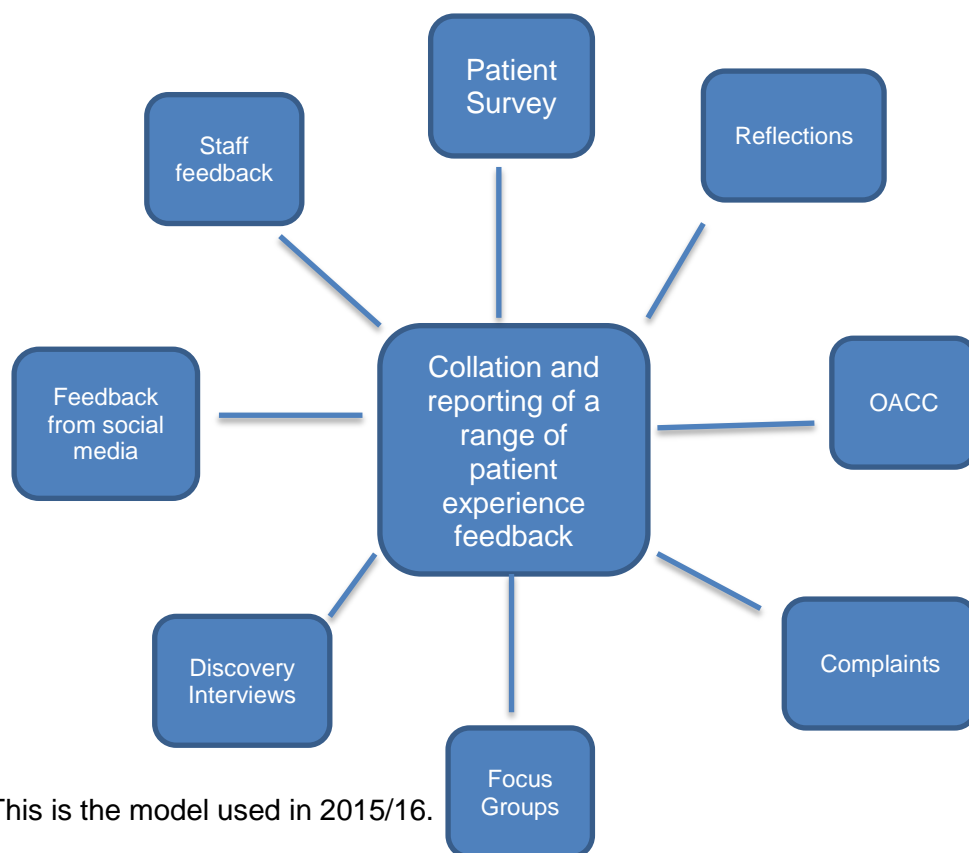 Patient
Survey
Reflections
Staff
feedback
Collation and
reporting of a
range of
patient
experience
feedback
OACC
Feedback
from social
media
Complaints
Discovery
Interviews
Focus
Groups
This is the model used in 2015/16.